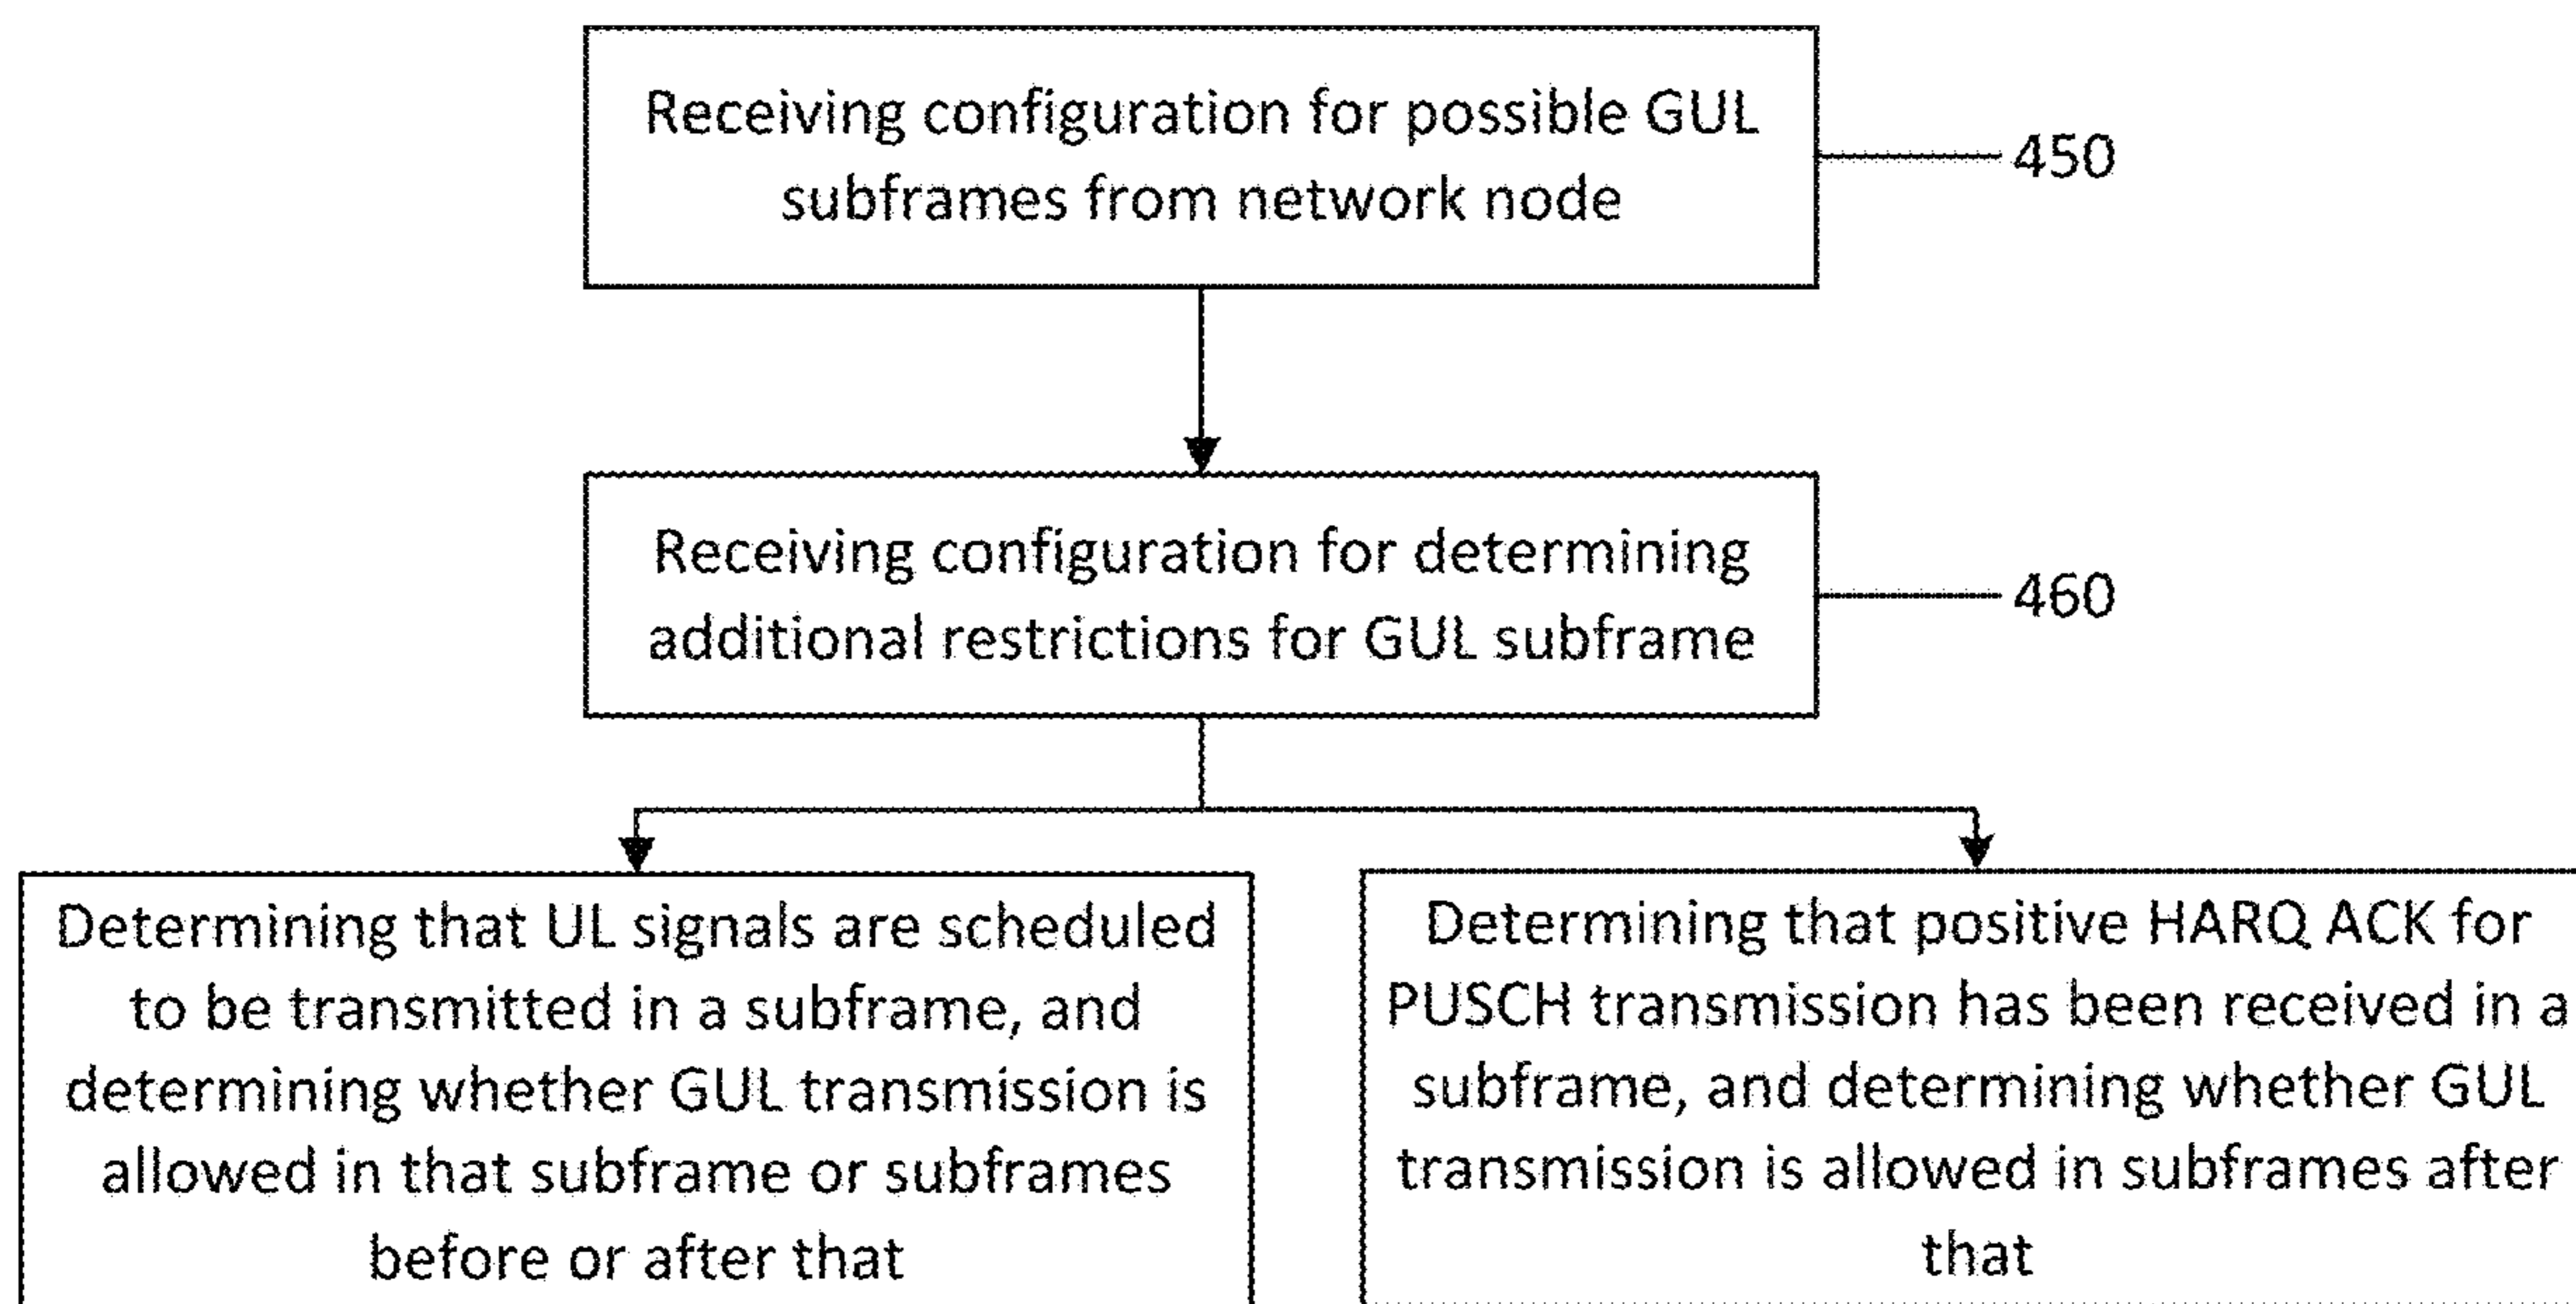 Receiving configuration for possible GUL
subframes from network node
450
Receiving configuration for determining
additional restrictions for GUL subframe
460
Determining that UL signals are scheduled
to be transmitted in a subframe, and
determining whether GUL transmission is
allowed in that subframe or subframes
before or after that
Determining that positive HARQ ACK for
PUSCH transmission has been received in a
subframe, and determining whether GUL
transmission is allowed in subframes after
that